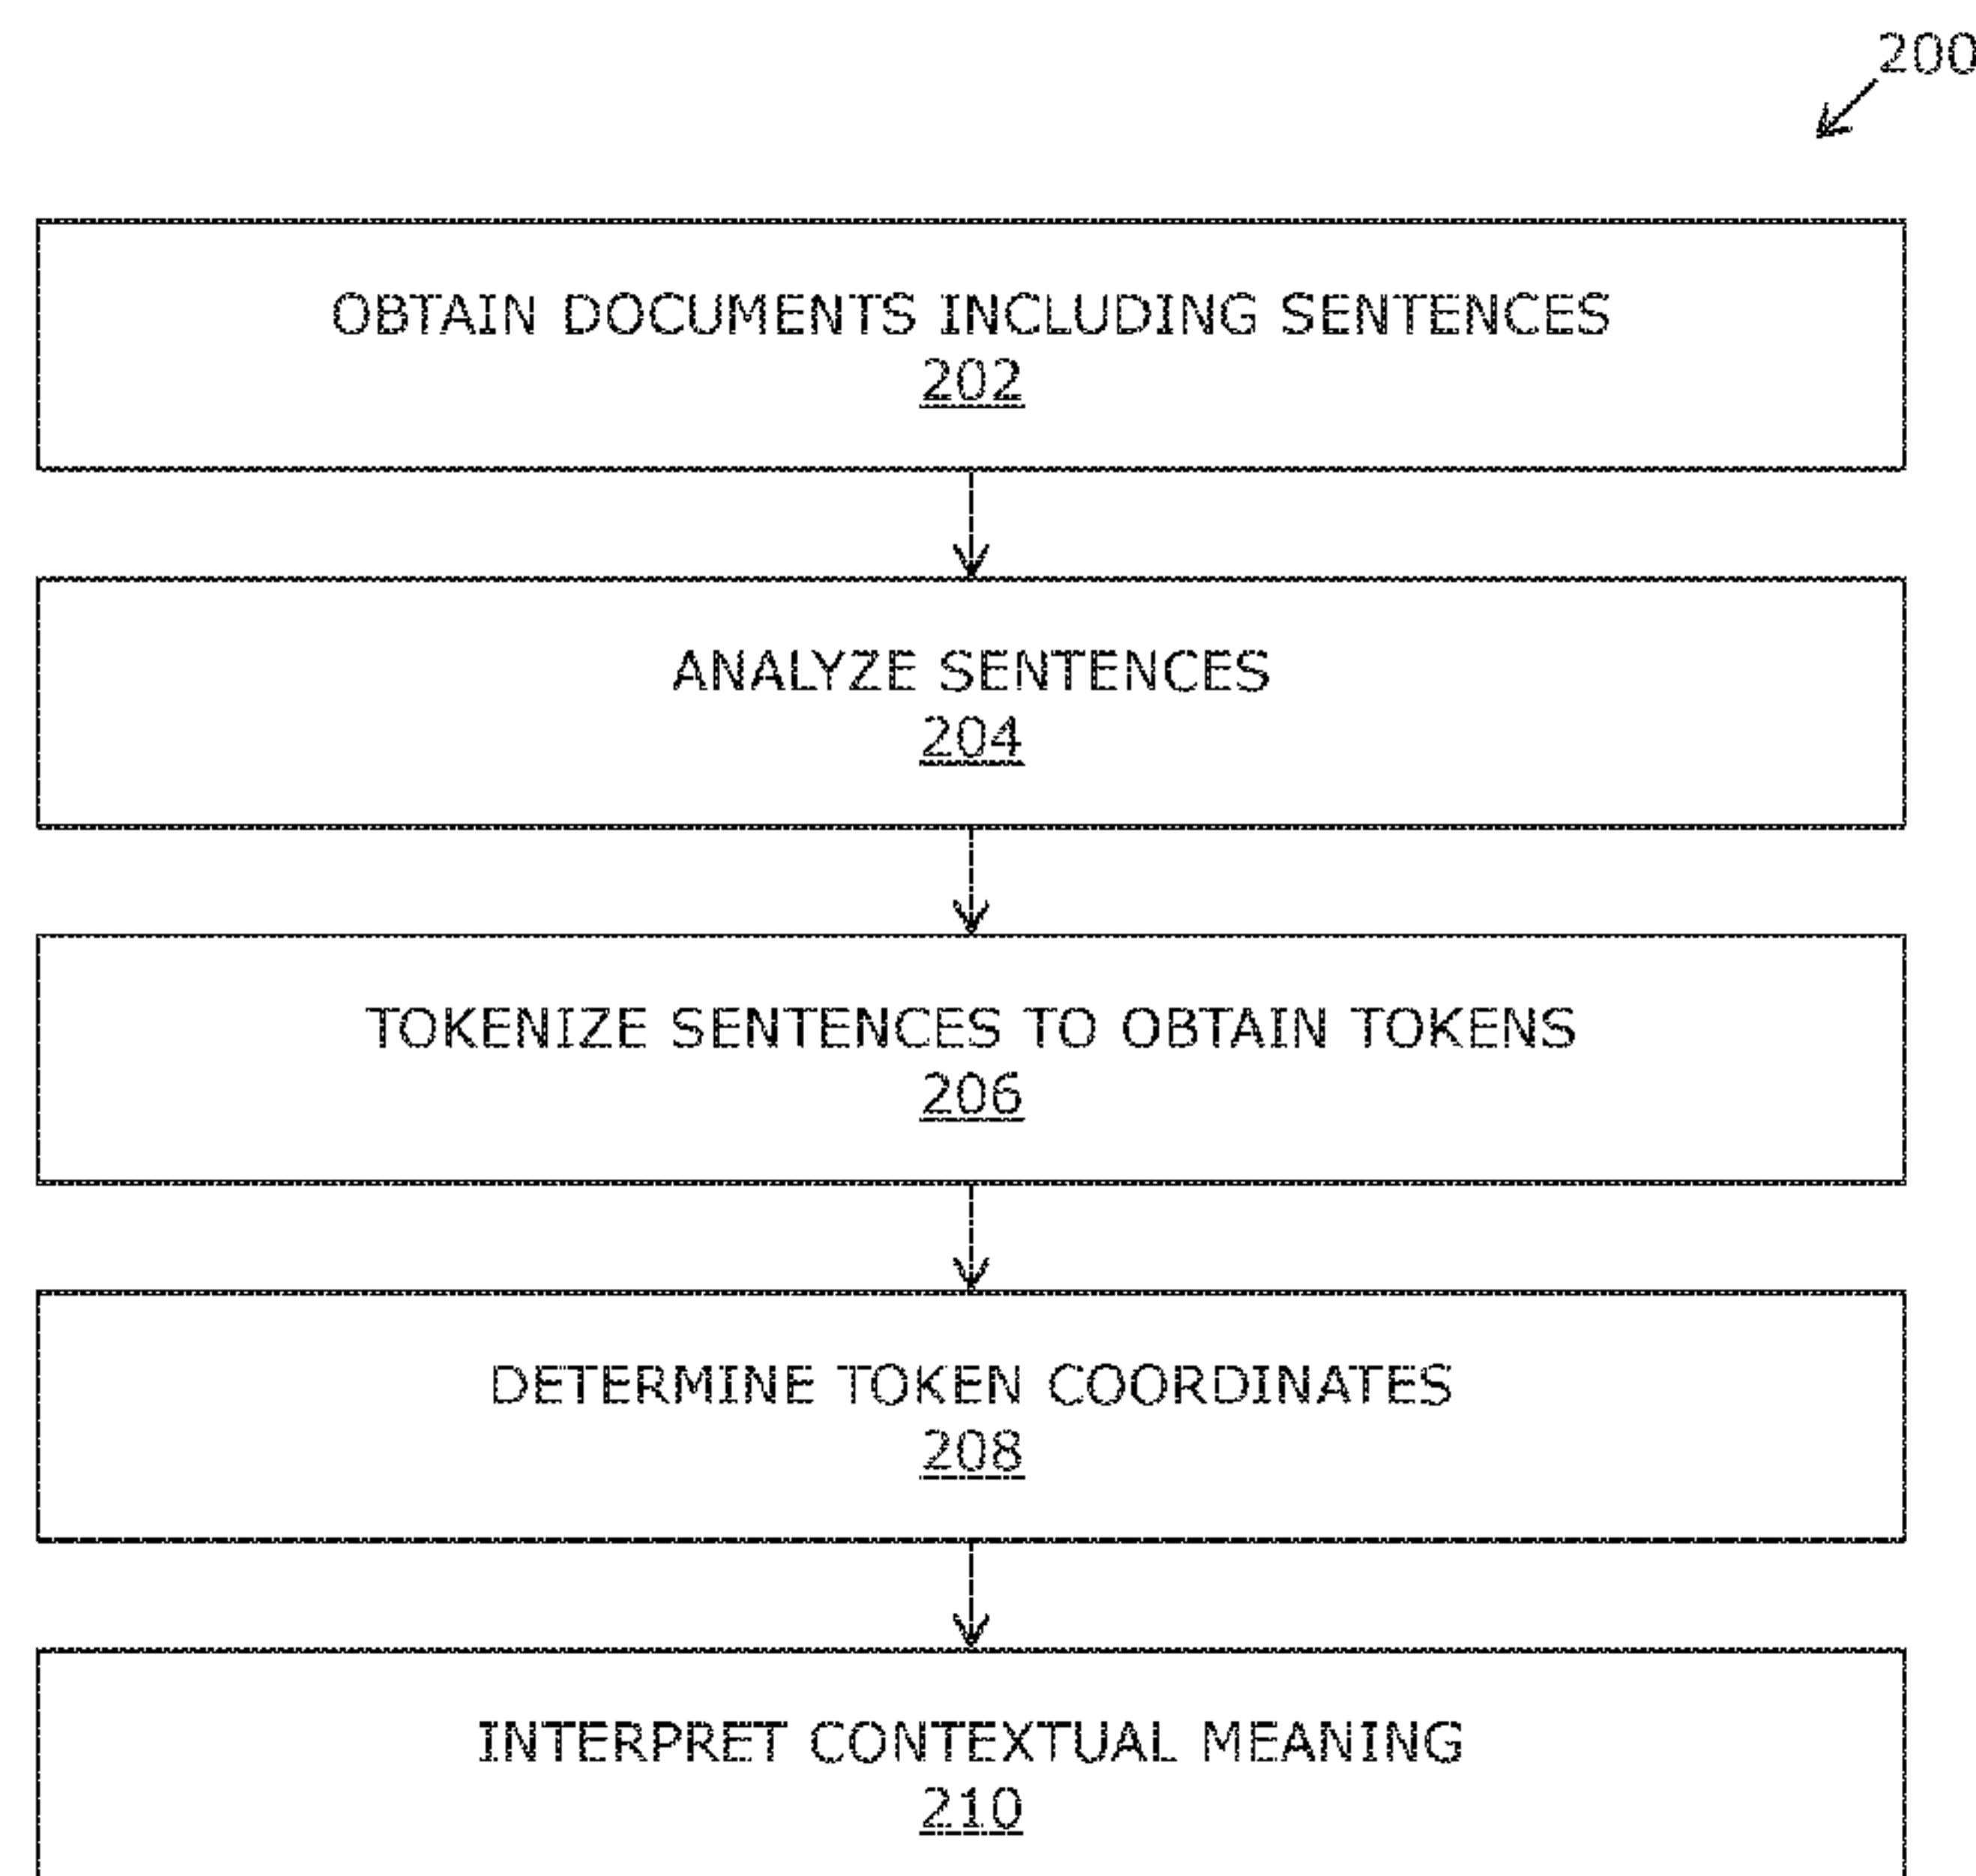 200
OBTAIN DOCUMENTS INCLUDING SENTENCES
202
ANALYZE SENTENCES
204
TOKENIZE SENTENCES TO OBTAIN TOKENS
206
DETERMINE TOKEN COORDINATES
208
INTERPRET CONTEXTUAL MEANING
210